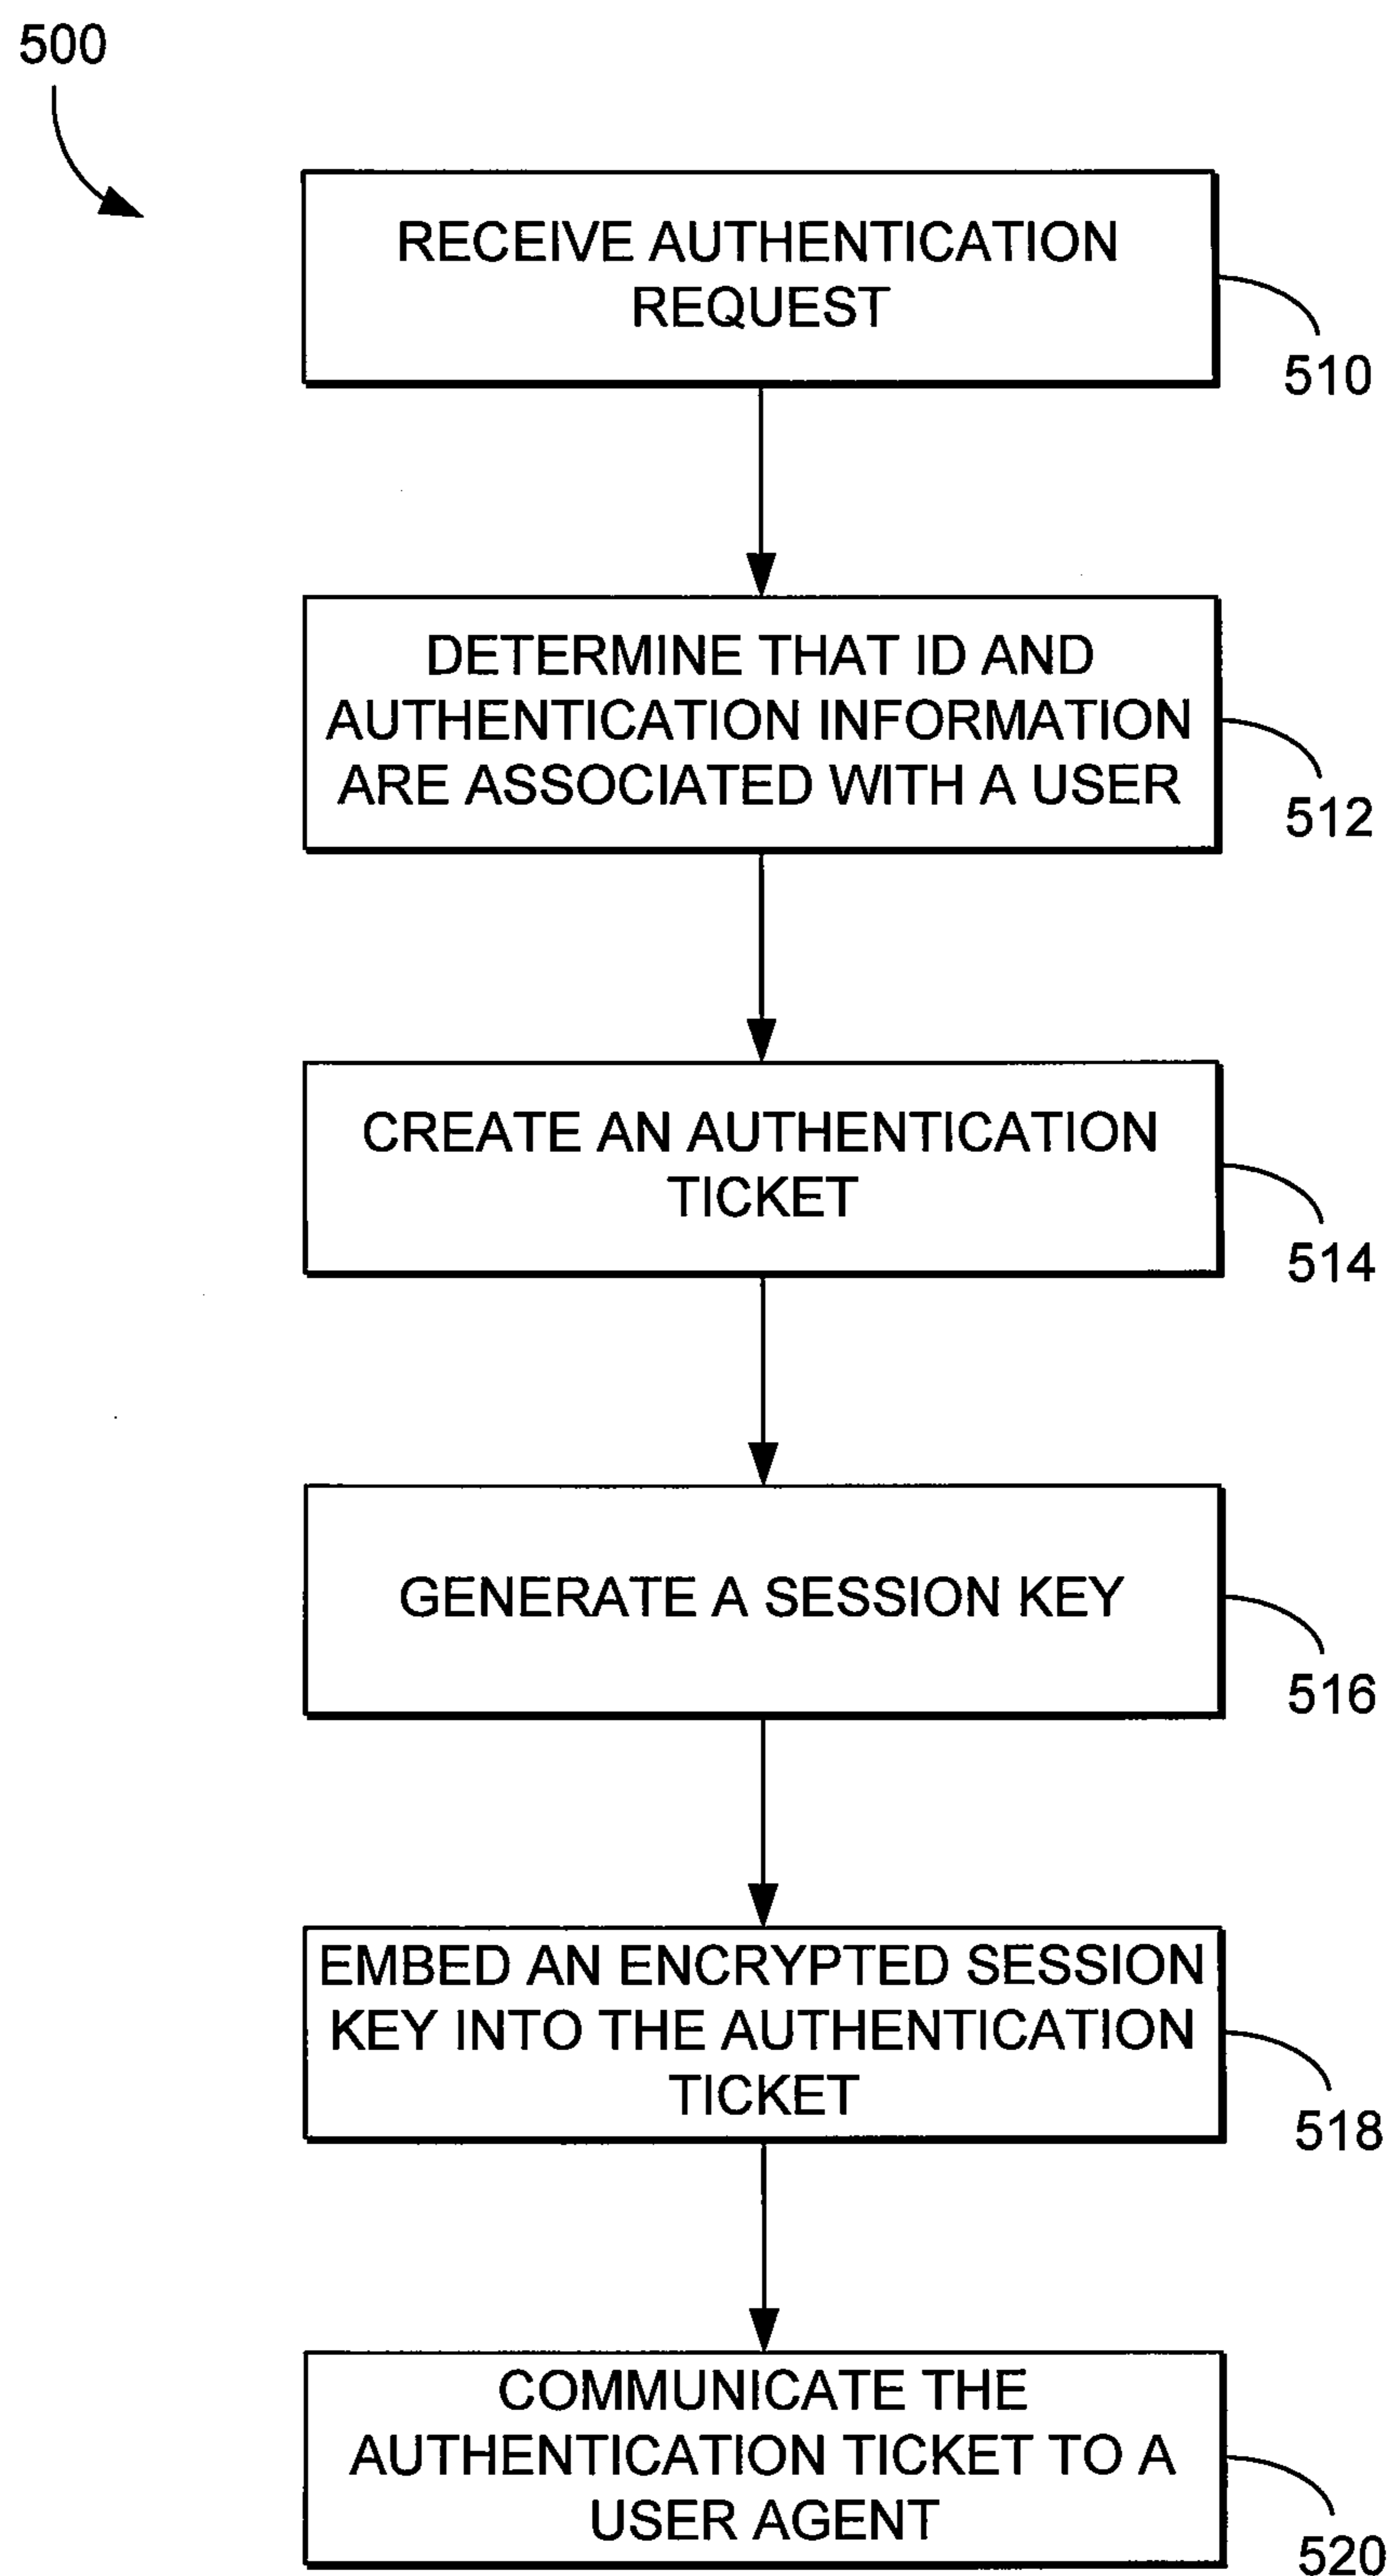 500
RECEIVE AUTHENTICATION
REQUEST
510
DETERMINE THAT ID AND
AUTHENTICATION INFORMATION
ARE ASSOCIATED WITH A USER
512
CREATE AN AUTHENTICATION
TICKET
514
GENERATE A SESSION KEY
516
EMBED AN ENCRYPTED SESSION
KEY INTO THE AUTHENTICATION
TICKET
518
COMMUNICATE THE
AUTHENTICATION TICKET TO A
USER AGENT
520